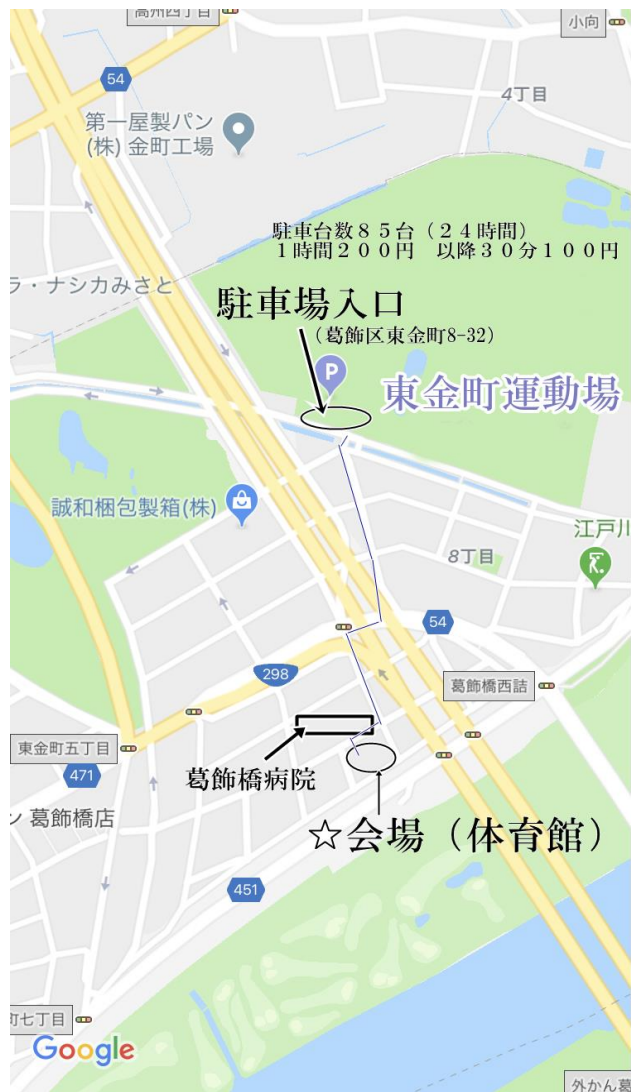 高州四丁目
小向
54
4丁目
第一屋製パン
(株) 金町工場
駐車台数８５台（２４時間）
１時間２００円　以降３０分１００円
ラ・ナシカみさと
駐車場入口
（葛飾区東金町8-32）
P
東金町運動場
誠和梱包製箱(株)
江戸川
8丁目
54
298
葛飾橋西詰
東金町五丁目
471
葛飾橋病院
ン 葛飾橋店
☆会場（体育館）
451
町七丁目
Google
外かん葛